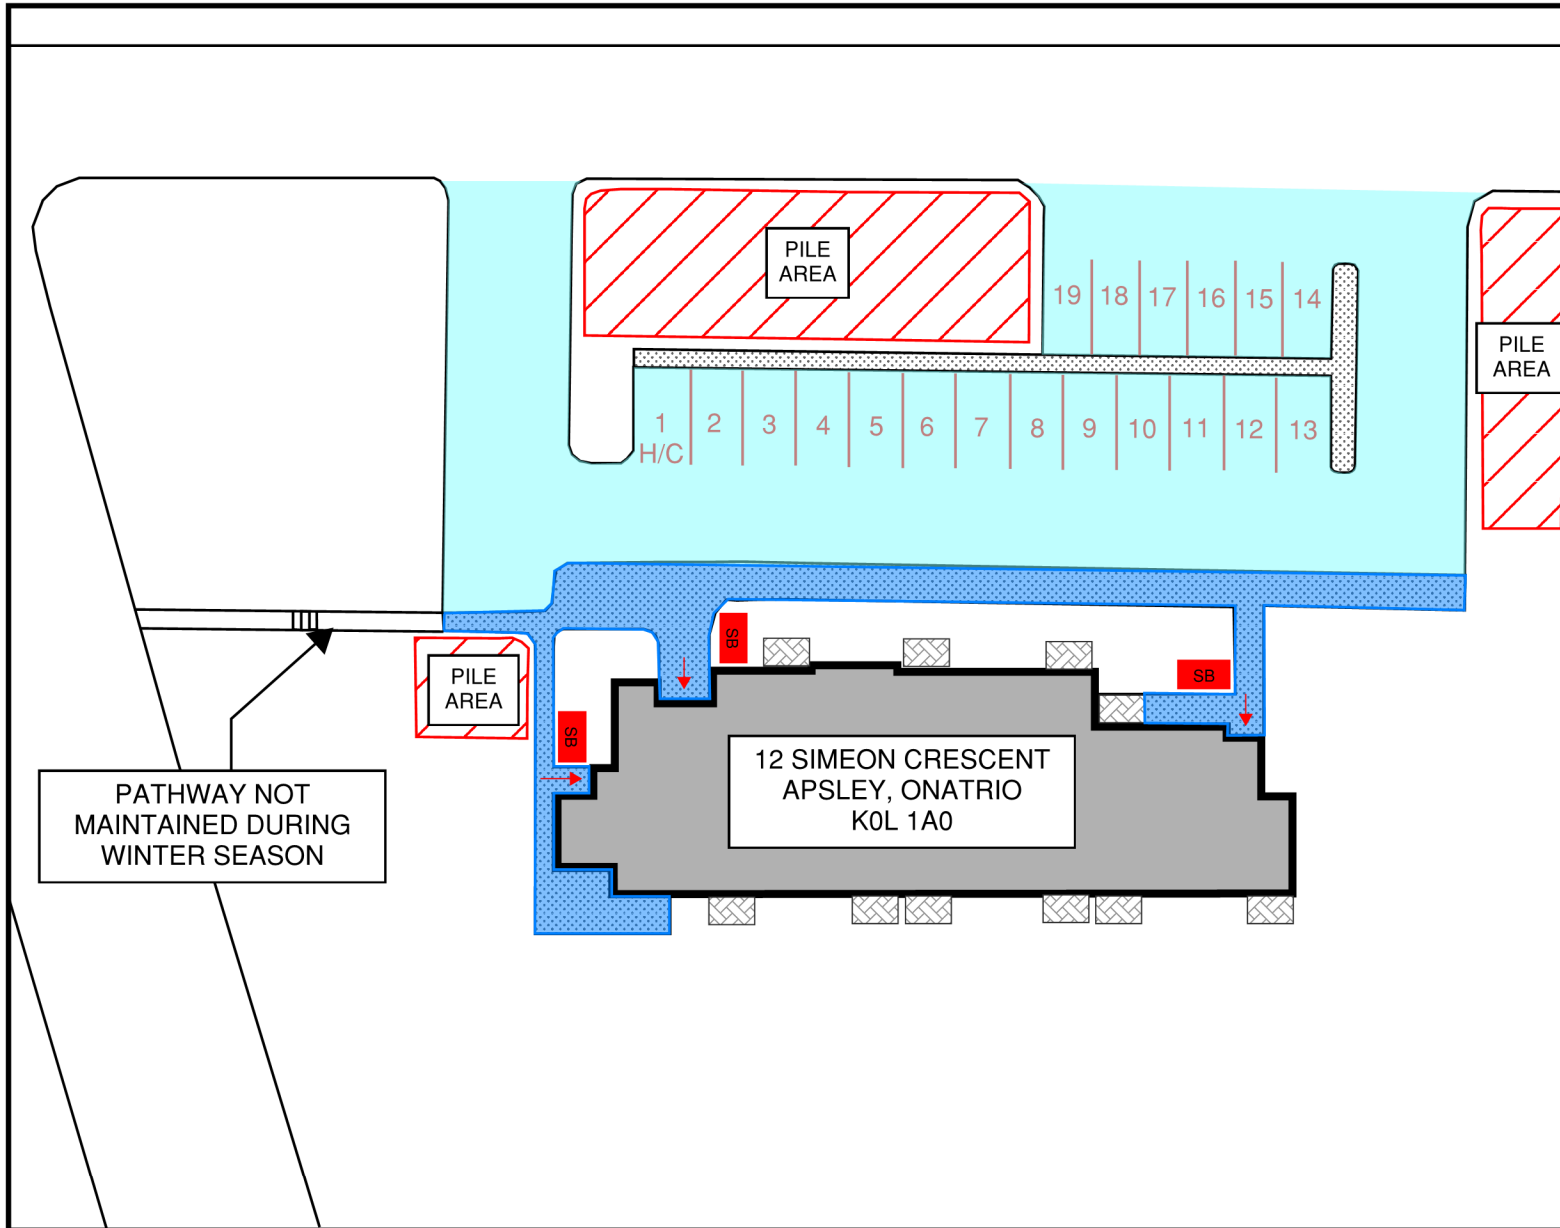 PILE
AREA
19 18 17 16 15 14
PILE
AREA
1 2 3 4 5 6 7 8 9 10 11 12 13
H/C
SB
PILE
AREA
SB
SB
12 SIMEON CRESCENT
APSLEY, ONATRIO
K0L 1A0
PATHWAY NOT
MAINTAINED DURING
WINTER SEASON